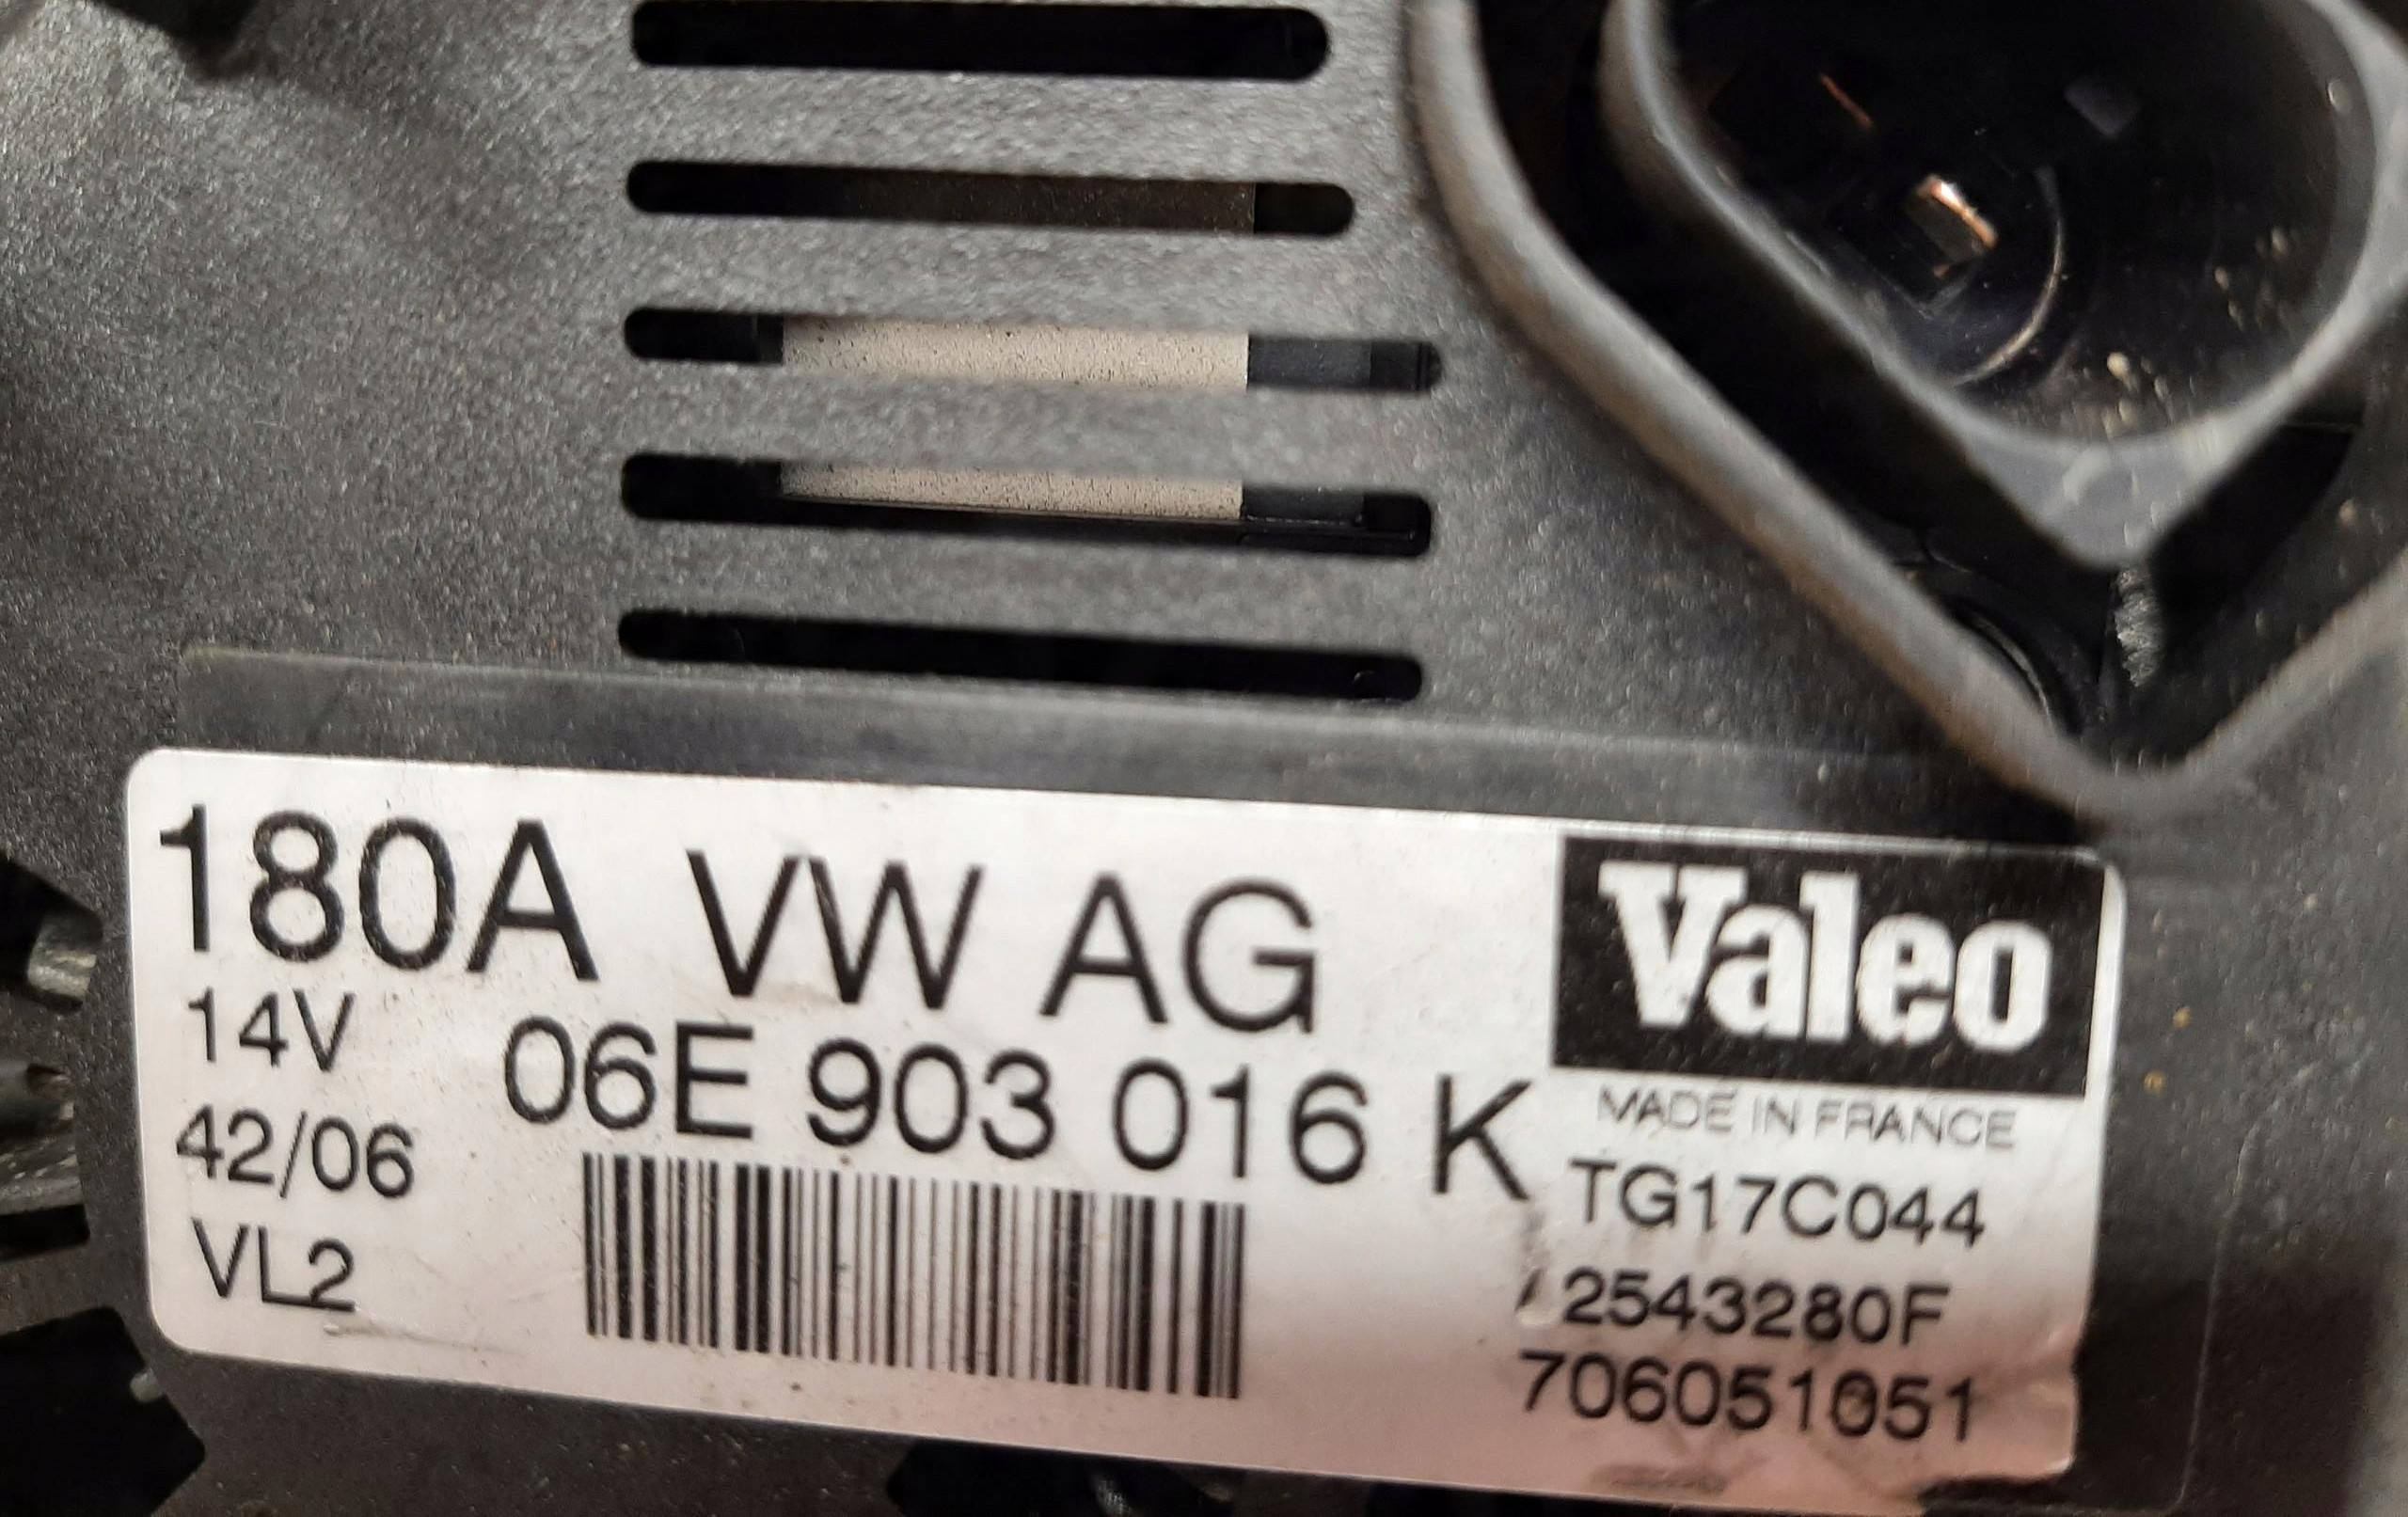 180A VW AG
Valeo
14V
06E 903 016 K
MADE IN FRANCE
42/06
TG17C044
VL2
2543280F
706051051